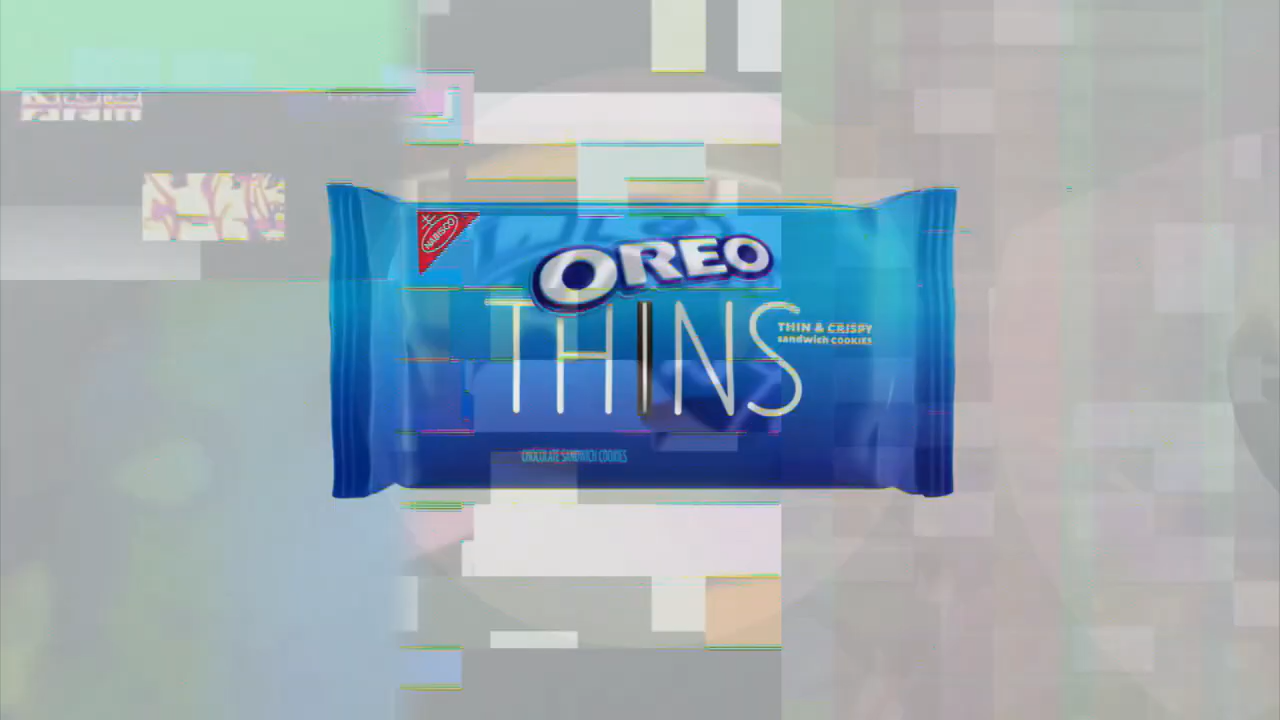 NABISCO
OREO
THINS
THIN & CRISPY
sandwich COOKIES
CHOCOLATE SANDWICH COOKIES